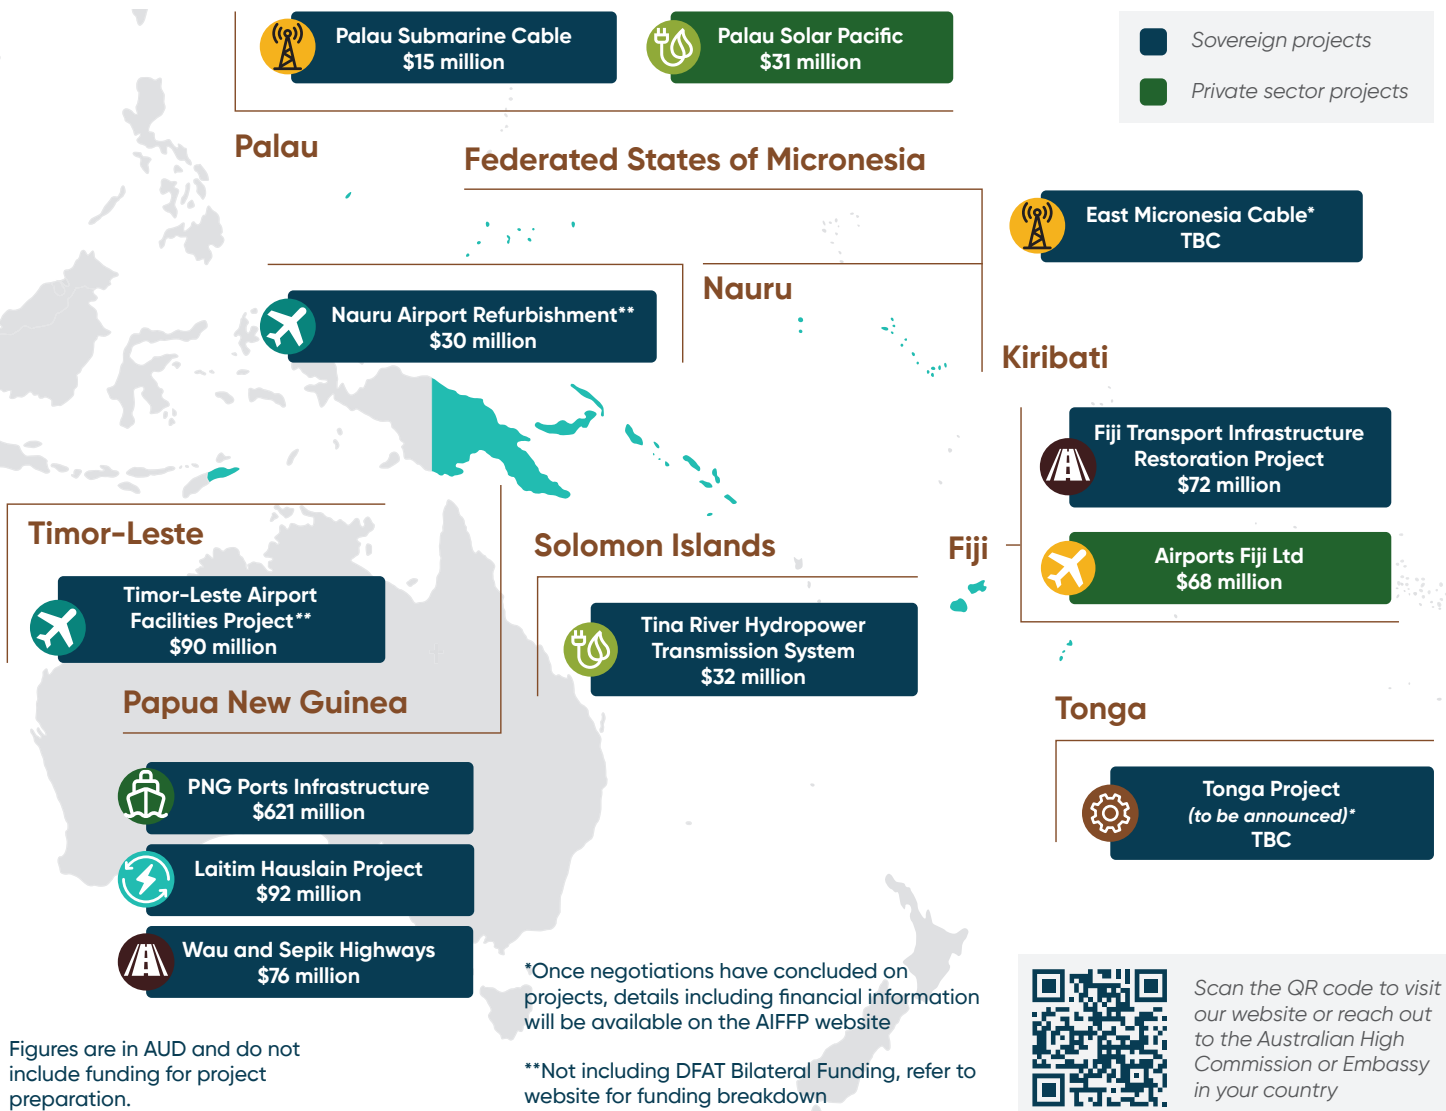 Palau Submarine Cable
$15 million
Palau Solar Pacific
$31 million
Sovereign projects
Private sector projects
Palau
Federated States of Micronesia
East Micronesia Cable*
TBC
Nauru
Nauru Airport Refurbishment**
$30 million
Kiribati
Fiji Transport Infrastructure
Restoration Project
$72 million
Fiji
Airports Fiji Ltd
$68 million
Timor-Leste
Timor-Leste Airport
Facilities Project**
$90 million
Solomon Islands
Tina River Hydropower
Transmission System
$32 million
Papua New Guinea
PNG Ports Infrastructure
$621 million
Laitim Hauslain Project
$92 million
Wau and Sepik Highways
$76 million
Tonga
Tonga Project
(to be announced)*
TBC
*Once negotiations have concluded on
projects, details including financial information
will be available on the AIFFP website
**Not including DFAT Bilateral Funding, refer to
website for funding breakdown
Figures are in AUD and do not
include funding for project
preparation.
Scan the QR code to visit
our website or reach out
to the Australian High
Commission or Embassy
in your country